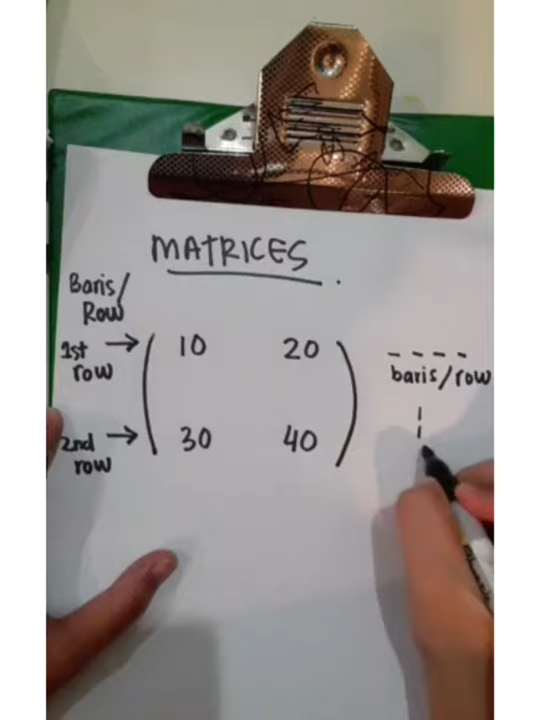 MATRICES
Baris/
Row
1st
row → 10 20
baris/row
2nd
row → 30 40